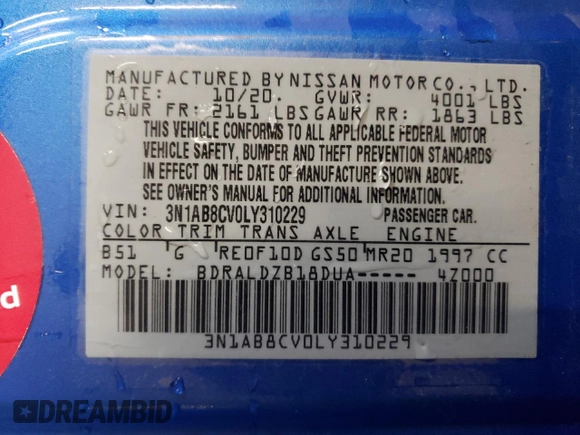 MANUFACTURED BY NISSAN MOTOR CO., LTD.
DATE: 10/20. GVWR: 4001 LBS
GAWR FR: 2161 LBS GAWR RR: 1863 LBS
THIS VEHICLE CONFORMS TO ALL APPLICABLE FEDERAL MOTOR
VEHICLE SAFETY, BUMPER AND THEFT PREVENTION STANDARDS
IN EFFECT ON THE DATE OF MANUFACTURE SHOWN ABOVE.
SEE OWNER'S MANUAL FOR ADDITIONAL INFORMATION.
VIN: 3N1AB8CV0LY310229 PASSENGER CAR.
COLOR TRIM TRANS AXLE ENGINE
B51 G RE0F10D GS50 MR20 1997 CC
MODEL: BDRALDZB18DUA----- 4Z000
3N1AB8CV0LY310229
d
DREAMBID